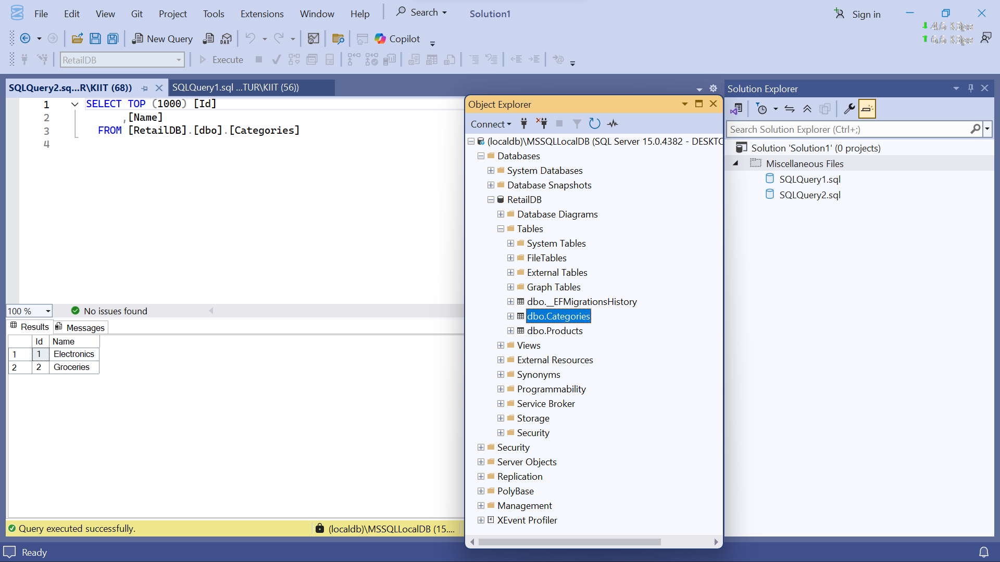 File Edit View Git Project Tools Extensions Window Help Search Solution1 Sign in
New Query DAX Copilot
RetailDB Execute
SQLQuery2.sq...R\KIIT (68)) SQLQuery1.sql ...TUR\KIIT (56))
1 SELECT TOP (1000) [Id]
2 ,[Name]
3 FROM [RetailDB].[dbo].[Categories]
4
100 % No issues found
Results Messages
Id Name
1 1 Electronics
2 2 Groceries
Query executed successfully. (localdb)\MSSQLLocalDB (15....
Ready
Object Explorer
Connect
(localdb)\MSSQLLocalDB (SQL Server 15.0.4382 - DESKTO
Databases
System Databases
Database Snapshots
RetailDB
Database Diagrams
Tables
System Tables
FileTables
External Tables
Graph Tables
dbo.__EFMigrationsHistory
dbo.Categories
dbo.Products
Views
External Resources
Synonyms
Programmability
Service Broker
Storage
Security
Security
Server Objects
Replication
PolyBase
Management
XEvent Profiler
Solution Explorer
Search Solution Explorer (Ctrl+;)
Solution 'Solution1' (0 projects)
Miscellaneous Files
SQLQuery1.sql
SQLQuery2.sql